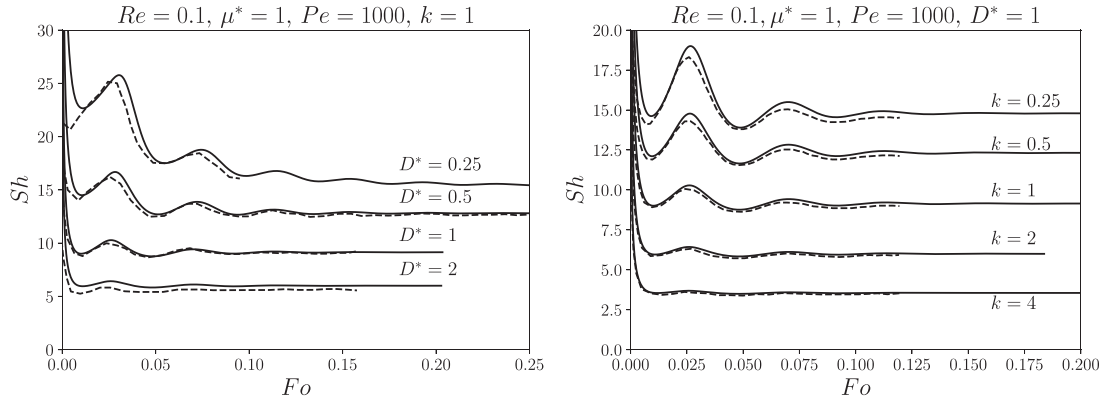 Re = 0.1, μ* = 1, Pe = 1000, k = 1
30
25
20
15
10
5
0
Sh
D* = 0.25
D* = 0.5
D* = 1
D* = 2
0.00 0.05 0.10 0.15 0.20 0.25
Fo
Re = 0.1, μ* = 1, Pe = 1000, D* = 1
20.0
17.5
15.0
12.5
10.0
7.5
5.0
2.5
0.0
Sh
k = 0.25
k = 0.5
k = 1
k = 2
k = 4
0.000 0.025 0.050 0.075 0.100 0.125 0.150 0.175 0.200
Fo